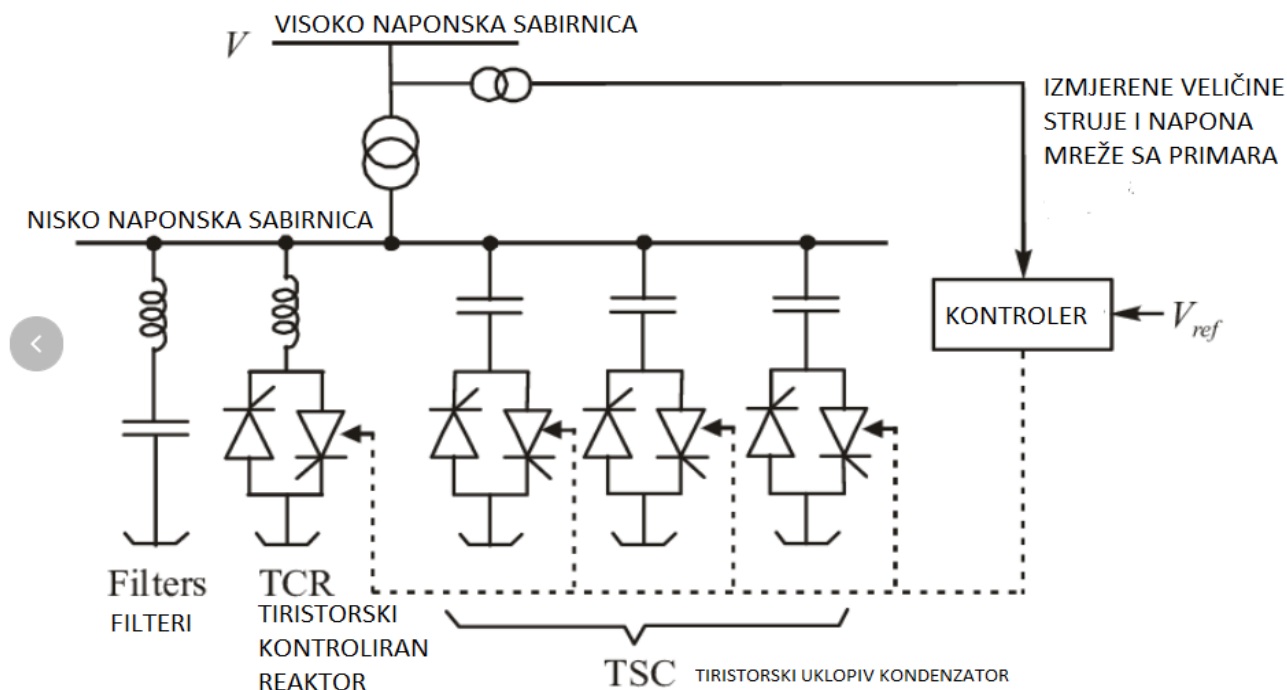 V
VISOKO NAPONSKA SABIRNICA
IZMJERENE VELIČINE
STRUJE I NAPONA
MREŽE SA PRIMARA
NISKO NAPONSKA SABIRNICA
KONTROLER
Vref
Filters
TCR
FILTERI
TIRISTORSKI
KONTROLIRAN
REAKTOR
TSC
TIRISTORSKI UKLOPIV KONDENZATOR